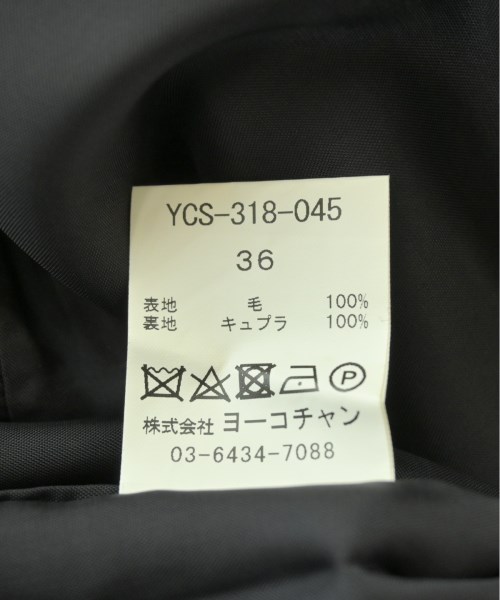 YCS-318-045
36
表地 毛 100%
裏地 キュプラ 100%
P
株式会社 ヨーコチャン
03-6434-7088